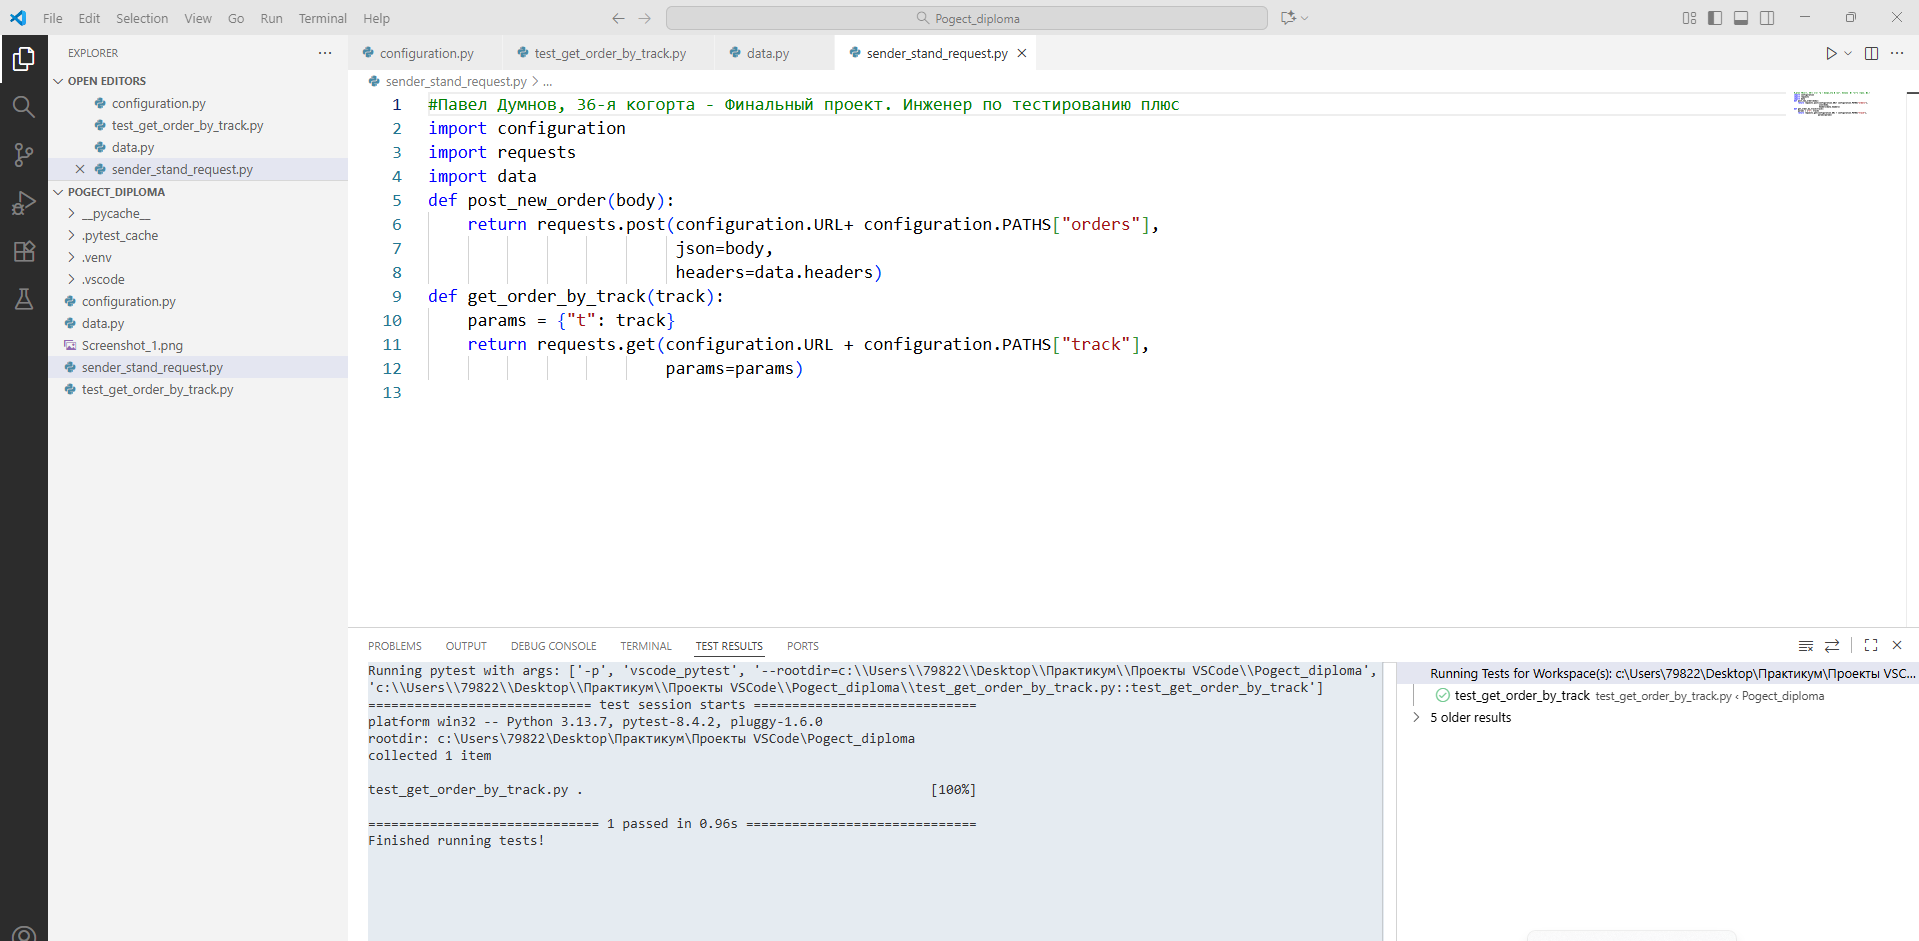 File Edit Selection View Go Run Terminal Help
Pogect_diploma
EXPLORER
OPEN EDITORS
configuration.py
test_get_order_by_track.py
data.py
sender_stand_request.py
POGECT_DIPLOMA
__pycache__
.pytest_cache
.venv
.vscode
configuration.py
data.py
Screenshot_1.png
sender_stand_request.py
test_get_order_by_track.py
configuration.py test_get_order_by_track.py data.py sender_stand_request.py
sender_stand_request.py > ...
1 #Павел Думнов, 36-я когорта - Финальный проект. Инженер по тестированию плюс
2 import configuration
3 import requests
4 import data
5 def post_new_order(body):
6 return requests.post(configuration.URL+ configuration.PATHS["orders"],
7 json=body,
8 headers=data.headers)
9 def get_order_by_track(track):
10 params = {"t": track}
11 return requests.get(configuration.URL + configuration.PATHS["track"],
12 params=params)
13
PROBLEMS OUTPUT DEBUG CONSOLE TERMINAL TEST RESULTS PORTS
Running pytest with args: ['-p', 'vscode_pytest', '--rootdir=c:\\Users\\79822\\Desktop\\Практикум\\Проекты VSCode\\Pogect_diploma',
'c:\\Users\\79822\\Desktop\\Практикум\\Проекты VSCode\\Pogect_diploma\\test_get_order_by_track.py::test_get_order_by_track']
============================= test session starts =============================
platform win32 -- Python 3.13.7, pytest-8.4.2, pluggy-1.6.0
rootdir: c:\Users\79822\Desktop\Практикум\Проекты VSCode\Pogect_diploma
collected 1 item
test_get_order_by_track.py . [100%]
============================== 1 passed in 0.96s ==============================
Finished running tests!
Running Tests for Workspace(s): c:\Users\79822\Desktop\Практикум\Проекты VSC...
test_get_order_by_track test_get_order_by_track.py ‹ Pogect_diploma
5 older results